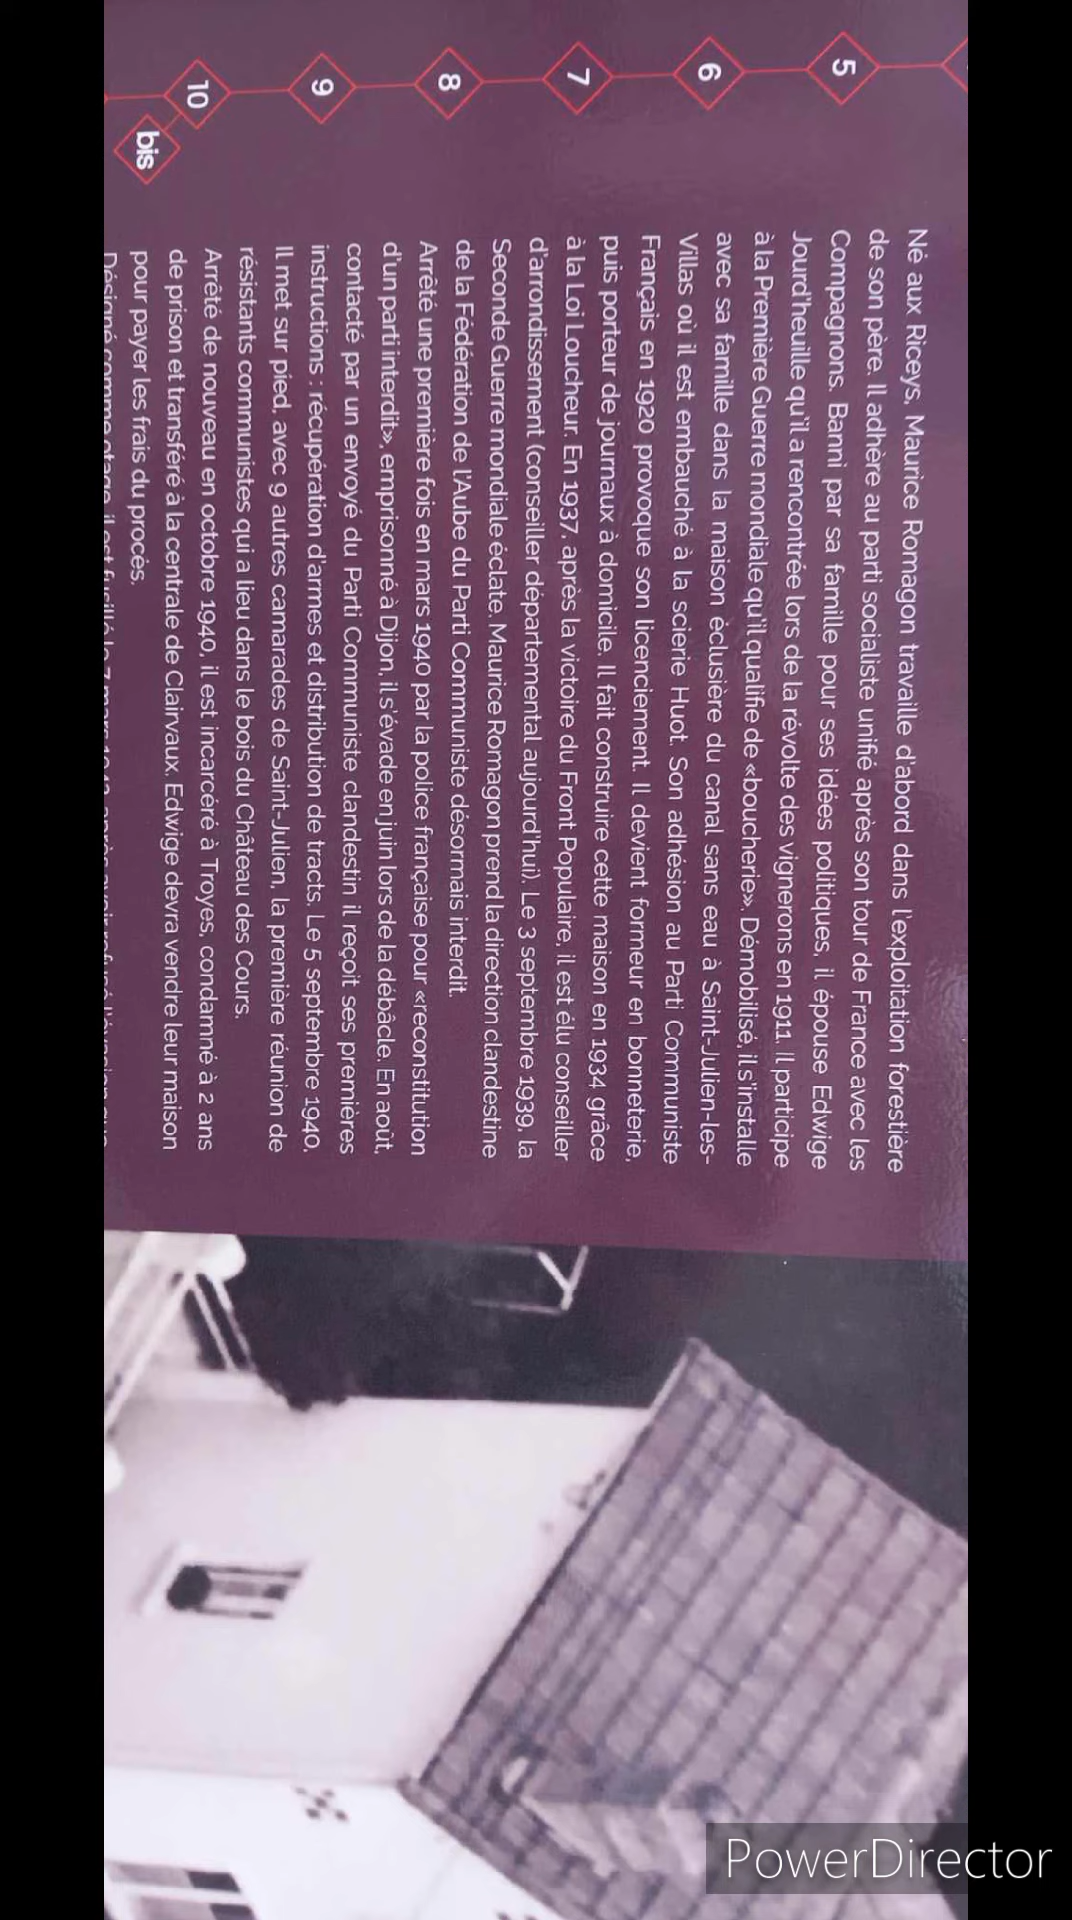 5
6
7
8
9
10
bis
Né aux Riceys, Maurice Romagon travaille d'abord dans l'exploitation forestière
de son père. Il adhère au parti socialiste unifié après son tour de France avec les
Compagnons. Banni par sa famille pour ses idées politiques, il épouse Edwige
Jourd'heuille qu'il a rencontrée lors de la révolte des vignerons en 1911. Il participe
à la Première Guerre mondiale qu'il qualifie de «boucherie». Démobilisé, il s'installe
avec sa famille dans la maison éclusière du canal sans eau à Saint-Julien-les-
Villas où il est embauché à la scierie Huot. Son adhésion au Parti Communiste
Français en 1920 provoque son licenciement. Il devient formeur en bonneterie,
puis porteur de journaux à domicile. Il fait construire cette maison en 1934 grâce
à la Loi Loucheur. En 1937, après la victoire du Front Populaire, il est élu conseiller
d'arrondissement (conseiller départemental aujourd'hui). Le 3 septembre 1939, la
Seconde Guerre mondiale éclate. Maurice Romagon prend la direction clandestine
de la Fédération de l'Aube du Parti Communiste désormais interdit.
Arrêté une première fois en mars 1940 par la police française pour «reconstitution
d'un parti interdit», emprisonné à Dijon, il s'évade en juin lors de la débâcle. En août,
contacté par un envoyé du Parti Communiste clandestin il reçoit ses premières
instructions : récupération d'armes et distribution de tracts. Le 5 septembre 1940,
Il met sur pied, avec 9 autres camarades de Saint-Julien, la première réunion de
résistants communistes qui a lieu dans le bois du Château des Cours.
Arrêté de nouveau en octobre 1940, il est incarcéré à Troyes, condamné à 2 ans
de prison et transféré à la centrale de Clairvaux. Edwige devra vendre leur maison
pour payer les frais du procès.
Désigné comme otage, il est fusillé le 7 mars 1942 après avoir refusé
PowerDirector